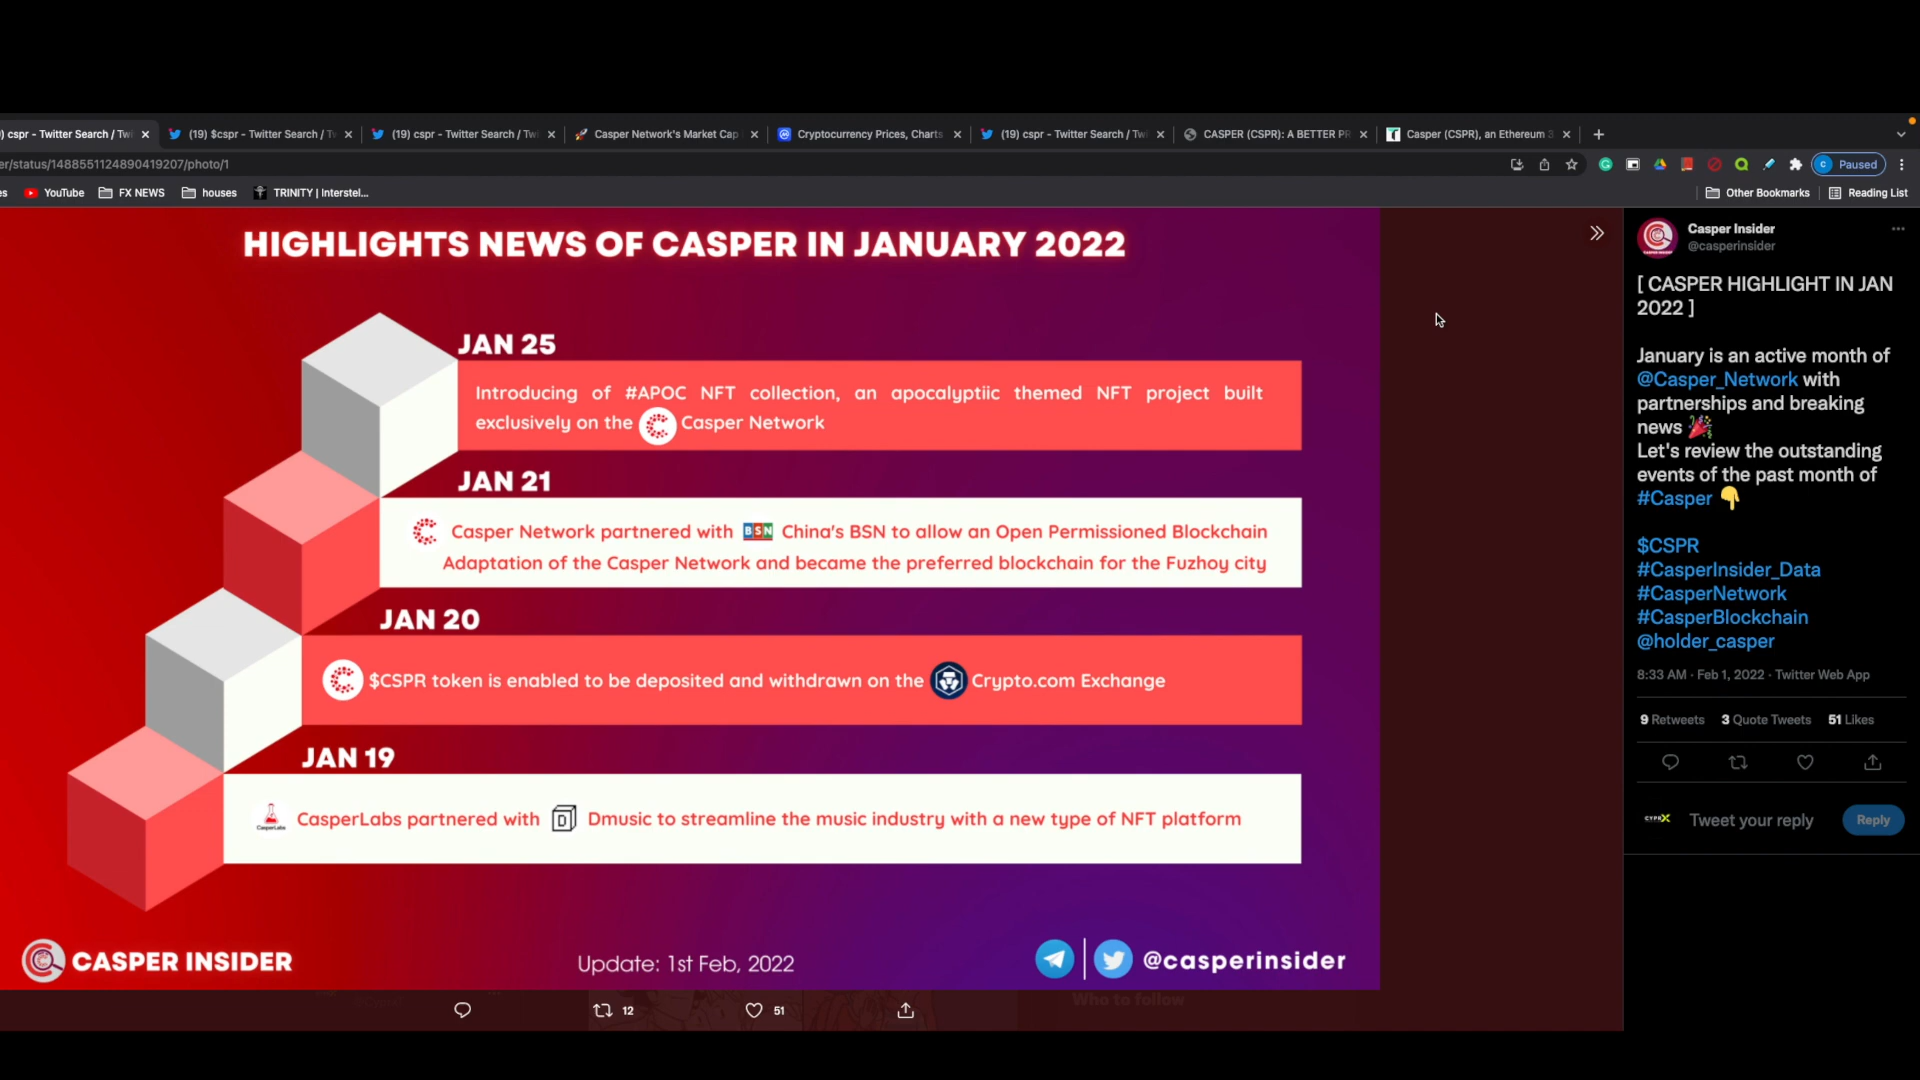 ) cspr - Twitter Search / Twi
(19) $cspr - Twitter Search / T
(19) cspr - Twitter Search / Tw
Casper Network's Market Cap
Cryptocurrency Prices, Charts
(19) cspr - Twitter Search / Tw
CASPER (CSPR): A BETTER PR
Casper (CSPR), an Ethereum 3
er/status/1488551124890419207/photo/1
C Paused
es
YouTube
FX NEWS
houses
TRINITY | Interstel...
Other Bookmarks
Reading List
HIGHLIGHTS NEWS OF CASPER IN JANUARY 2022
JAN 25
Introducing of #APOC NFT collection, an apocalyptiic themed NFT project built
exclusively on the Casper Network
JAN 21
Casper Network partnered with BSN China's BSN to allow an Open Permissioned Blockchain
Adaptation of the Casper Network and became the preferred blockchain for the Fuzhoy city
JAN 20
$CSPR token is enabled to be deposited and withdrawn on the Crypto.com Exchange
JAN 19
CasperLabs CasperLabs partnered with D Dmusic to streamline the music industry with a new type of NFT platform
CASPER INSIDER
Update: 1st Feb, 2022
@casperinsider
Who to follow
12
51
Casper Insider
@casperinsider
[ CASPER HIGHLIGHT IN JAN
2022 ]
January is an active month of
@Casper_Network with
partnerships and breaking
news 🎉
Let's review the outstanding
events of the past month of
#Casper 👇
$CSPR
#CasperInsider_Data
#CasperNetwork
#CasperBlockchain
@holder_casper
8:33 AM · Feb 1, 2022 · Twitter Web App
9 Retweets 3 Quote Tweets 51 Likes
CYPRX
Tweet your reply
Reply